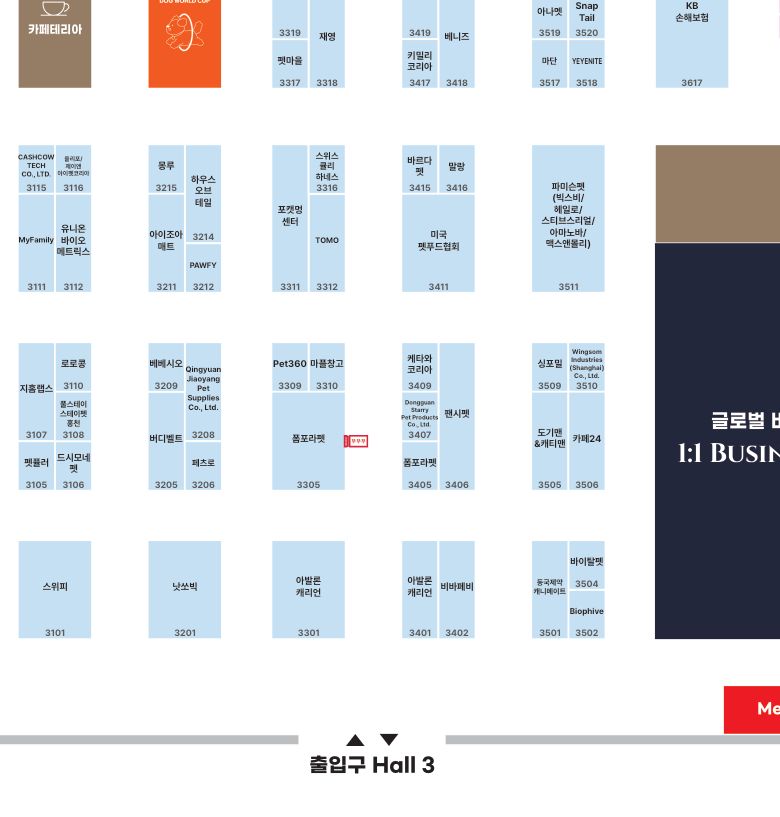 카페테리아
DOG WORLD CUP
3319
재영
펫마을
3317
3318
3419
베니즈
키밀리
코리아
3417
3418
아나멧
3519
Snap
Tail
3520
마단
3517
YEYENITE
3518
KB
손해보험
3617
CASHCOW
TECH
CO., LTD.
3115
아이펫코리아
3116
MyFamily
3111
유니온
바이오
메트릭스
3112
몽루
3215
하우스
오브
테일
3214
아이조아
매트
3211
PAWFY
3212
포캣멍
센터
3311
스위스
큘리
하네스
3316
TOMO
3312
바르다
펫
3415
말랑
3416
미국
펫푸드협회
3411
파미슨펫
(빅스비/
헤일로/
스티브스리얼/
아마노바/
맥스앤몰리)
3511
지홈랩스
3107
로로콩
3110
폴스테이
스테이펫
홍천
3108
펫플러
3105
드시모네
펫
3106
베베시오
3209
Qingyuan
Jiaoyang
Pet
Supplies
Co., Ltd.
3208
버디벨트
3205
페츠로
3206
Pet360
3309
마플창고
3310
폼포라펫
3305
케타와
코리아
3409
Dongguan
Starry
Pet Products
Co., Ltd.
3407
폼포라펫
3405
팬시펫
3406
싱포밀
3509
Wingsom
Industries
(Shanghai)
Co., Ltd.
3510
도기맨
&캐티맨
3505
카페24
3506
글로벌 비
1:1 BUSIN
스위피
3101
낫쏘빅
3201
아발론
캐리언
3301
아발론
캐리언
3401
비바페비
3402
동국제약
캐니메이트
3501
바이탈펫
3504
Biophive
3502
Me
출입구 Hall 3